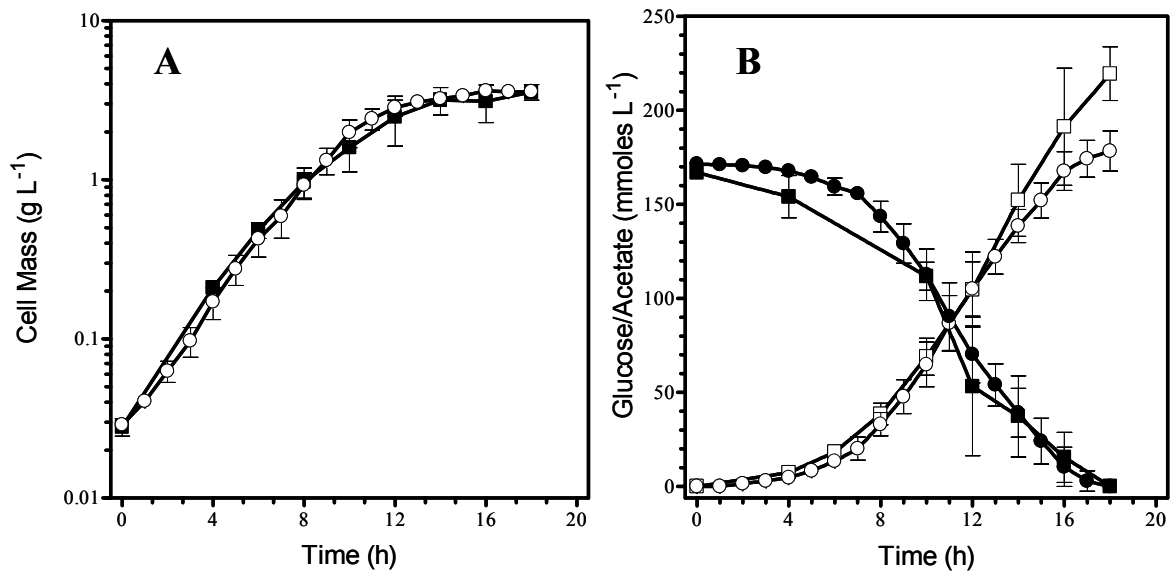 A
Cell Mass (g L-1)
10
1
0.1
0.01
0 4 8 12 16 20
Time (h)
B
Glucose/Acetate (mmoles L-1)
250
200
150
100
50
0
0 4 8 12 16 20
Time (h)